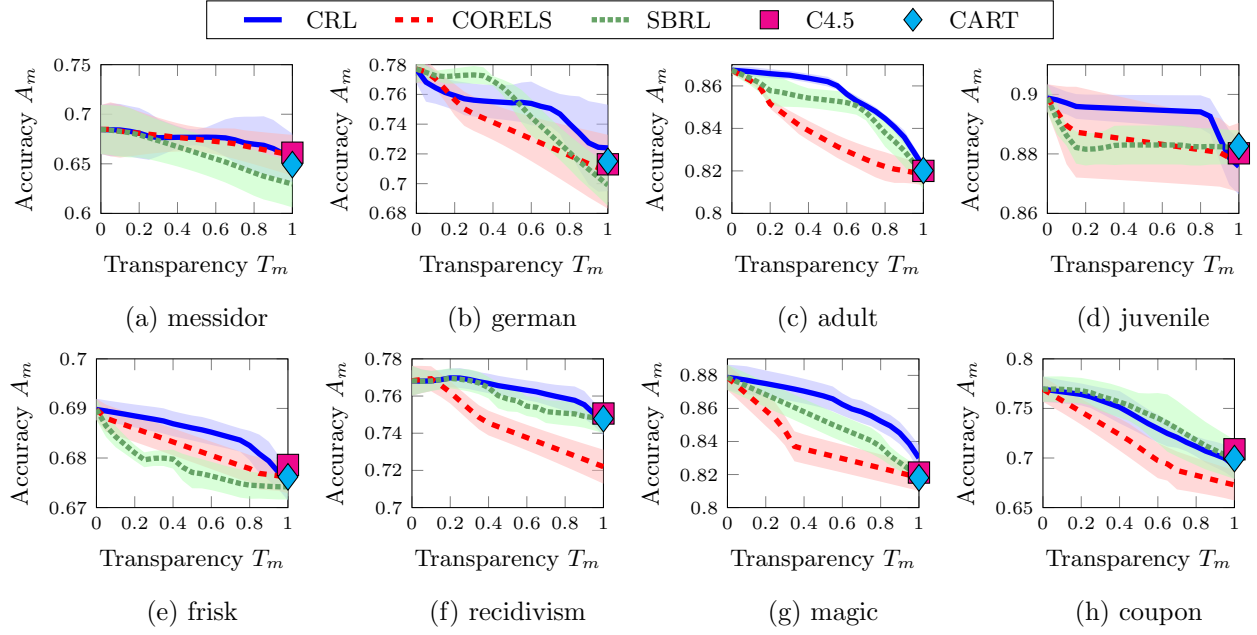 CRL CORELS SBRL C4.5 CART
0.75
0.7
0.65
0.6
Accuracy A_m
0 0.2 0.4 0.6 0.8 1
Transparency T_m
(a) messidor
0.78
0.76
0.74
0.72
0.7
0.68
Accuracy A_m
0 0.2 0.4 0.6 0.8 1
Transparency T_m
(b) german
0.86
0.84
0.82
0.8
Accuracy A_m
0 0.2 0.4 0.6 0.8 1
Transparency T_m
(c) adult
0.9
0.88
0.86
Accuracy A_m
0 0.2 0.4 0.6 0.8 1
Transparency T_m
(d) juvenile
0.7
0.69
0.68
0.67
Accuracy A_m
0 0.2 0.4 0.6 0.8 1
Transparency T_m
(e) frisk
0.78
0.76
0.74
0.72
0.7
Accuracy A_m
0 0.2 0.4 0.6 0.8 1
Transparency T_m
(f) recidivism
0.88
0.86
0.84
0.82
0.8
Accuracy A_m
0 0.2 0.4 0.6 0.8 1
Transparency T_m
(g) magic
0.8
0.75
0.7
0.65
Accuracy A_m
0 0.2 0.4 0.6 0.8 1
Transparency T_m
(h) coupon